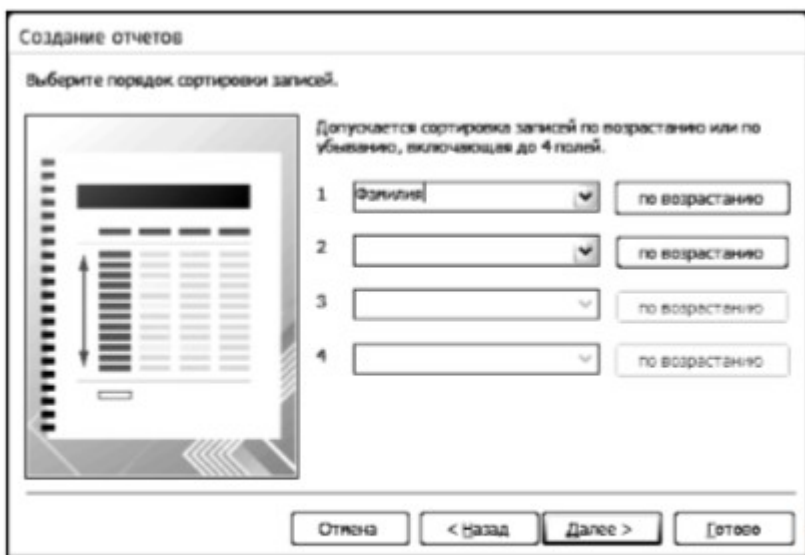 Создание отчетов
Выберите порядок сортировки записей.
Допускается сортировка записей по возрастанию или по
убыванию, включающая до 4 полей.
1 Фамилия по возрастанию
2 по возрастанию
3 по возрастанию
4 по возрастанию
Отмена < Назад Далее > Готово